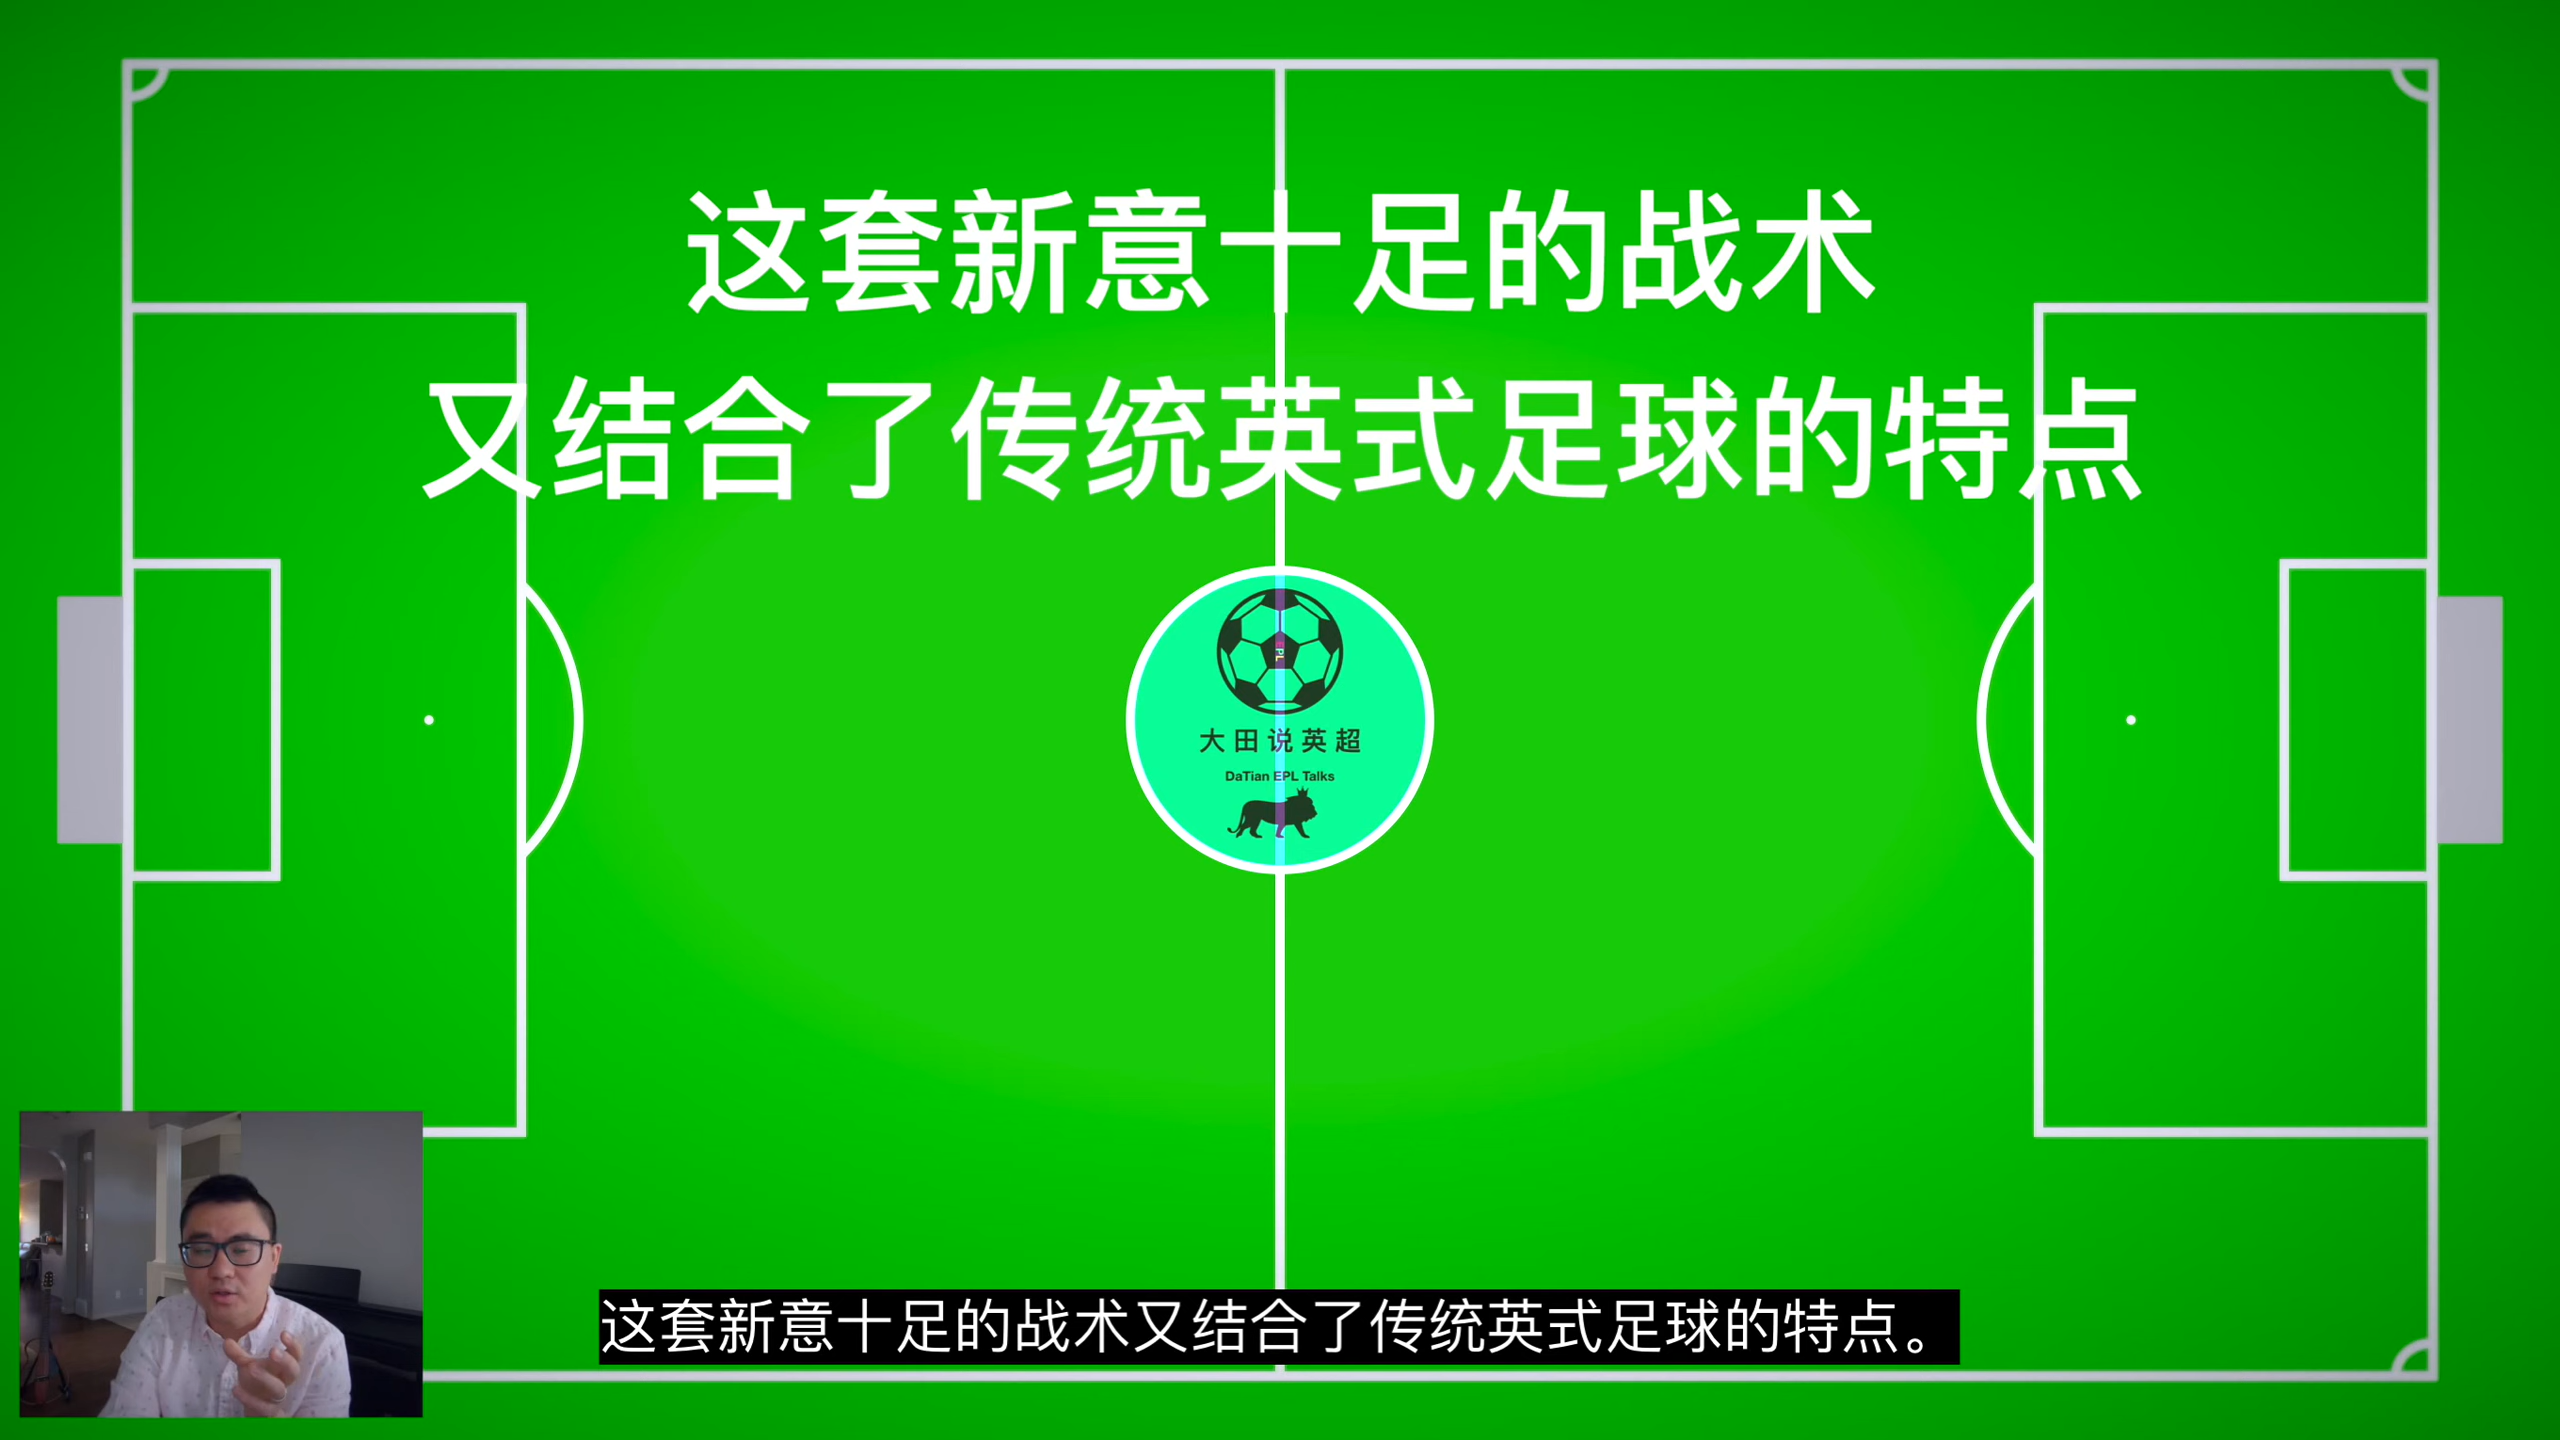 这套新意十足的战术
又结合了传统英式足球的特点
EPL
大田说英超
DaTian EPL Talks
这套新意十足的战术又结合了传统英式足球的特点。